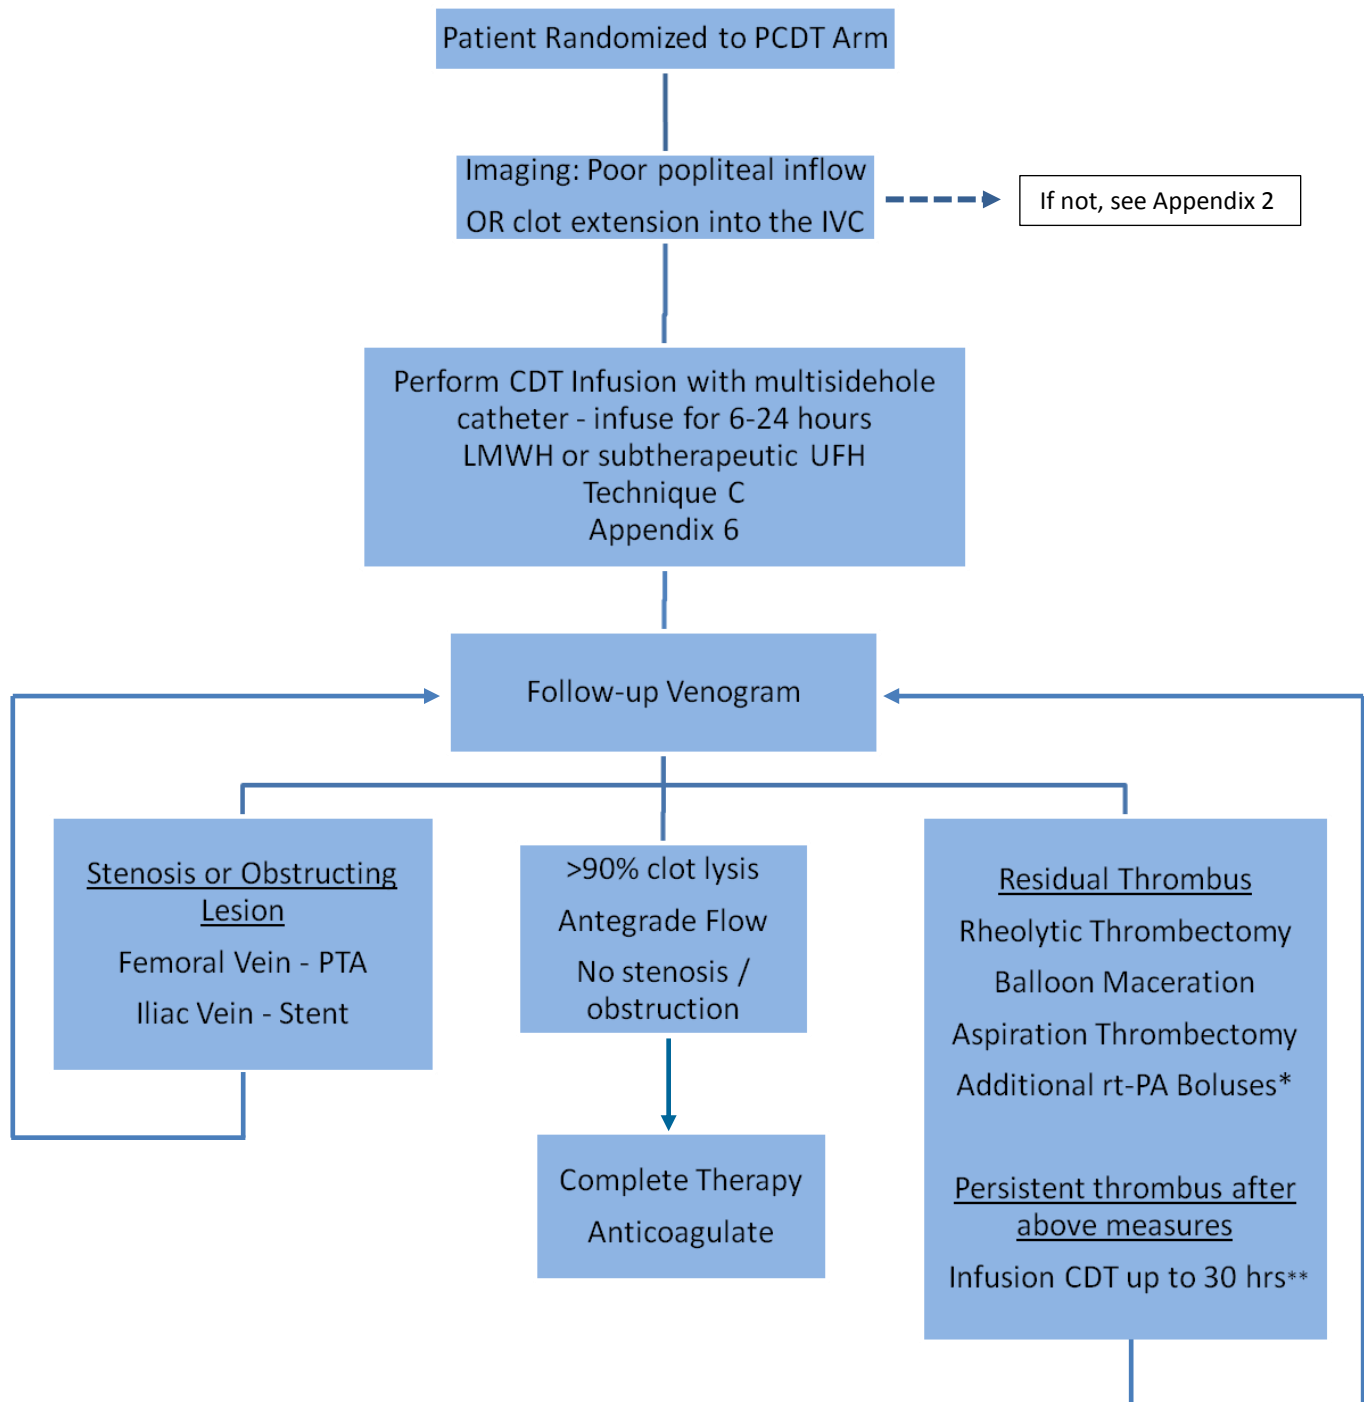 Patient Randomized to PCDT Arm
Imaging: Poor popliteal inflow
OR clot extension into the IVC
If not, see Appendix 2
Perform CDT Infusion with multisidehole
catheter - infuse for 6-24 hours
LMWH or subtherapeutic UFH
Technique C
Appendix 6
Follow-up Venogram
Stenosis or Obstructing
Lesion
Femoral Vein - PTA
Iliac Vein - Stent
>90% clot lysis
Antegrade Flow
No stenosis /
obstruction
Complete Therapy
Anticoagulate
Residual Thrombus
Rheolytic Thrombectomy
Balloon Maceration
Aspiration Thrombectomy
Additional rt-PA Boluses*
Persistent thrombus after
above measures
Infusion CDT up to 30 hrs**